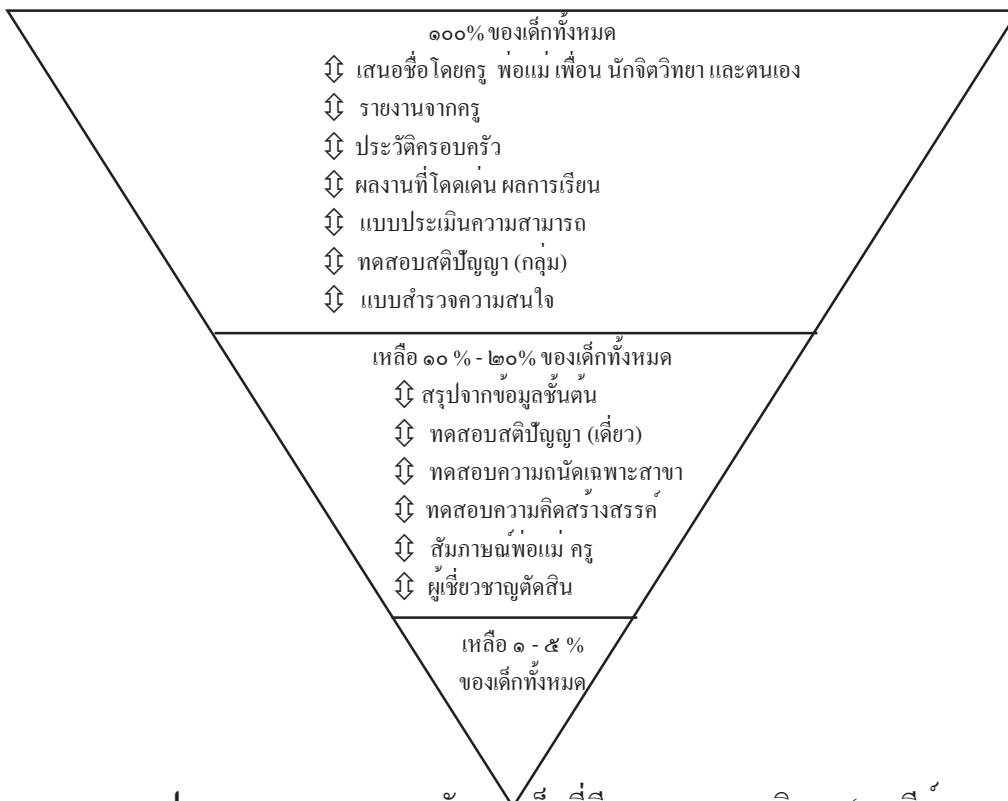 ๑๐๐% ของเด็กทั้งหมด
⇕ เสนอชื่อโดยครู พ่อแม่ เพื่อน นักจิตวิทยา และตนเอง
⇕ รายงานจากครู
⇕ ประวัติครอบครัว
⇕ ผลงานที่โดดเด่น ผลการเรียน
⇕ แบบประเมินความสามารถ
⇕ ทดสอบสติปัญญา (กลุ่ม)
⇕ แบบสำรวจความสนใจ
เหลือ ๑๐ % - ๒๐% ของเด็กทั้งหมด
⇕ สรุปจากข้อมูลชั้นต้น
⇕ ทดสอบสติปัญญา (เดี่ยว)
⇕ ทดสอบความถนัดเฉพาะสาขา
⇕ ทดสอบความคิดสร้างสรรค์
⇕ สัมภาษณ์พ่อแม่ ครู
⇕ ผู้เชี่ยวชาญตัดสิน
เหลือ ๑ - ๕ %
ของเด็กทั้งหมด